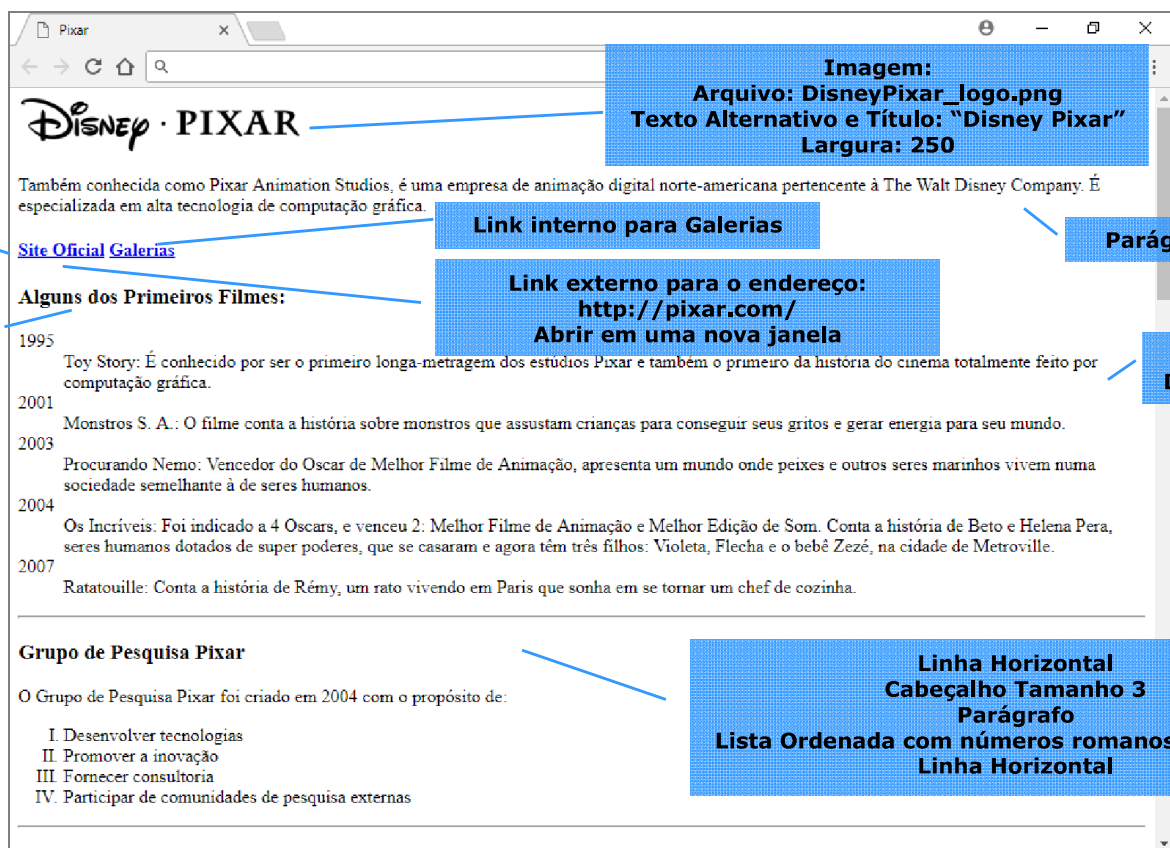 Pixar
Imagem:
Arquivo: DisneyPixar_logo.png
Texto Alternativo e Título: “Disney Pixar”
Largura: 250
Disney · PIXAR
Também conhecida como Pixar Animation Studios, é uma empresa de animação digital norte-americana pertencente à The Walt Disney Company. É
especializada em alta tecnologia de computação gráfica.
Link interno para Galerias
Parág
Site Oficial Galerias
Link externo para o endereço:
http://pixar.com/
Abrir em uma nova janela
Alguns dos Primeiros Filmes:
1995
Toy Story: É conhecido por ser o primeiro longa-metragem dos estúdios Pixar e também o primeiro da história do cinema totalmente feito por
computação gráfica.
D
2001
Monstros S. A.: O filme conta a história sobre monstros que assustam crianças para conseguir seus gritos e gerar energia para seu mundo.
2003
Procurando Nemo: Vencedor do Oscar de Melhor Filme de Animação, apresenta um mundo onde peixes e outros seres marinhos vivem numa
sociedade semelhante à de seres humanos.
2004
Os Incríveis: Foi indicado a 4 Oscars, e venceu 2: Melhor Filme de Animação e Melhor Edição de Som. Conta a história de Beto e Helena Pera,
seres humanos dotados de super poderes, que se casaram e agora têm três filhos: Violeta, Flecha e o bebê Zezé, na cidade de Metroville.
2007
Ratatouille: Conta a história de Rémy, um rato vivendo em Paris que sonha em se tornar um chef de cozinha.
Grupo de Pesquisa Pixar
O Grupo de Pesquisa Pixar foi criado em 2004 com o propósito de:
I. Desenvolver tecnologias
II. Promover a inovação
III. Fornecer consultoria
IV. Participar de comunidades de pesquisa externas
Linha Horizontal
Cabeçalho Tamanho 3
Parágrafo
Lista Ordenada com números romanos
Linha Horizontal